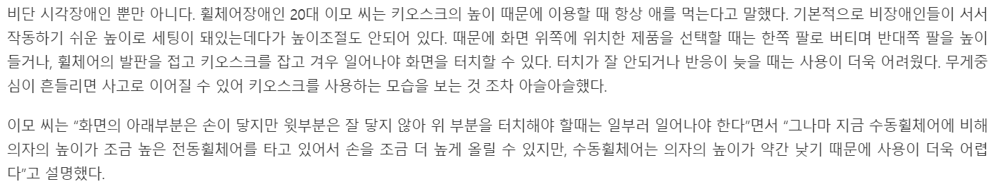 비단 시각장애인 뿐만 아니다. 휠체어장애인 20대 이모 씨는 키오스크의 높이 때문에 이용할 때 항상 애를 먹는다고 말했다. 기본적으로 비장애인들이 서서
작동하기 쉬운 높이로 세팅이 돼있는데다가 높이조절도 안되어 있다. 때문에 화면 위쪽에 위치한 제품을 선택할 때는 한쪽 팔로 버티며 반대쪽 팔을 높이
들거나, 휠체어의 발판을 접고 키오스크를 잡고 겨우 일어나야 화면을 터치할 수 있다. 터치가 잘 안되거나 반응이 늦을 때는 사용이 더욱 어려웠다. 무게중
심이 흔들리면 사고로 이어질 수 있어 키오스크를 사용하는 모습을 보는 것 조차 아슬아슬했다.
이모 씨는 “화면의 아래부분은 손이 닿지만 윗부분은 잘 닿지 않아 위 부분을 터치해야 할때는 일부러 일어나야 한다”면서 “그나마 지금 수동휠체어에 비해
의자의 높이가 조금 높은 전동휠체어를 타고 있어서 손을 조금 더 높게 올릴 수 있지만, 수동휠체어는 의자의 높이가 약간 낮기 때문에 사용이 더욱 어렵
다”고 설명했다.